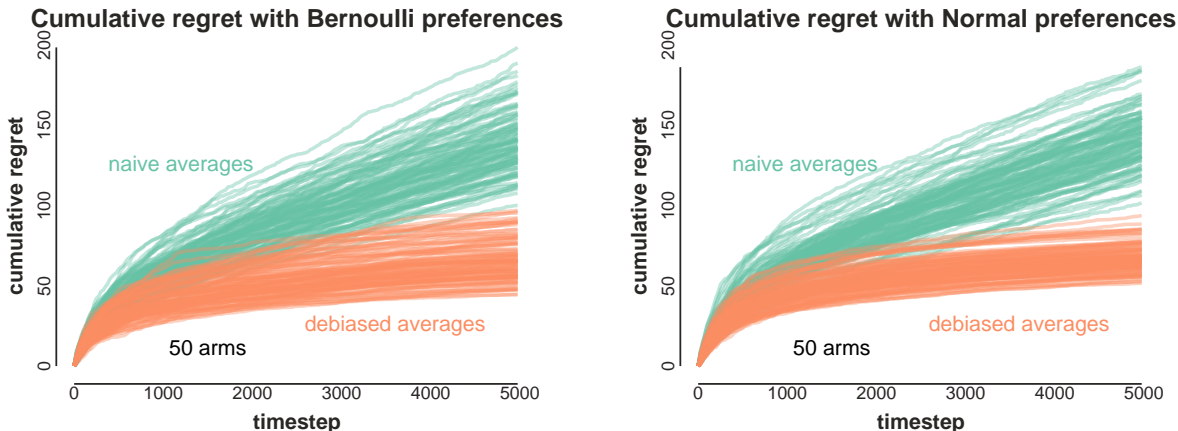 Cumulative regret with Bernoulli preferences
200
150
100
50
0
cumulative regret
naive averages
debiased averages
50 arms
0 1000 2000 3000 4000 5000
timestep
Cumulative regret with Normal preferences
200
150
100
50
0
cumulative regret
naive averages
debiased averages
50 arms
0 1000 2000 3000 4000 5000
timestep